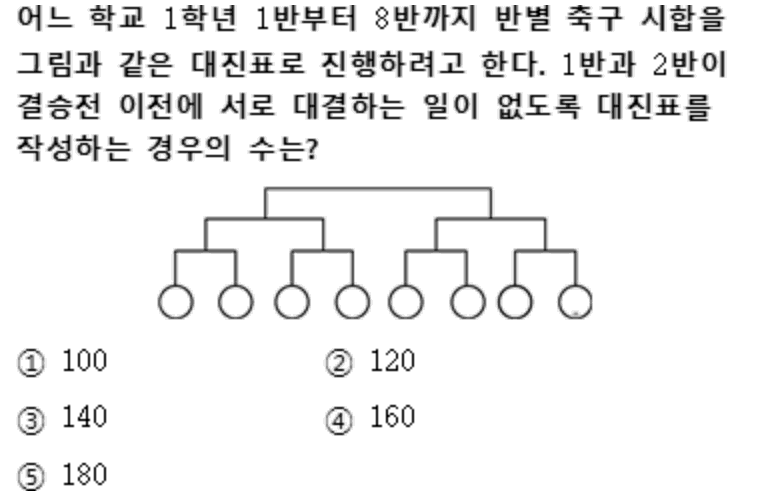 어느 학교 1학년 1반부터 8반까지 반별 축구 시합을
그림과 같은 대진표로 진행하려고 한다. 1반과 2반이
결승전 이전에 서로 대결하는 일이 없도록 대진표를
작성하는 경우의 수는?
① 100 ② 120
③ 140 ④ 160
⑤ 180